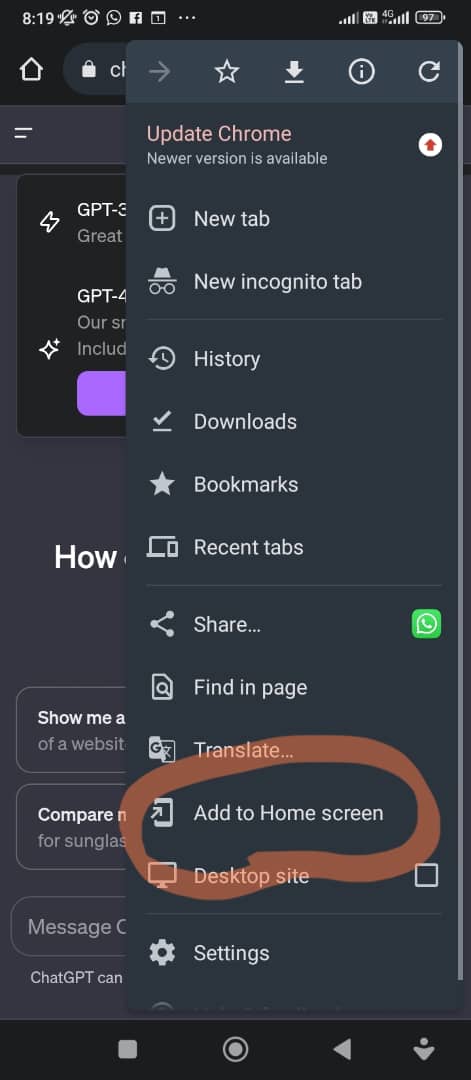 8:19
4G
97
ch
Update Chrome
Newer version is available
GPT-3
Great
New tab
New incognito tab
GPT-4
Our sm
Includ
History
Downloads
Bookmarks
Recent tabs
How
Share...
Find in page
Show me a
of a websit
Translate...
Add to Home screen
Compare
for sunglas
Desktop site
Message C
Settings
ChatGPT can